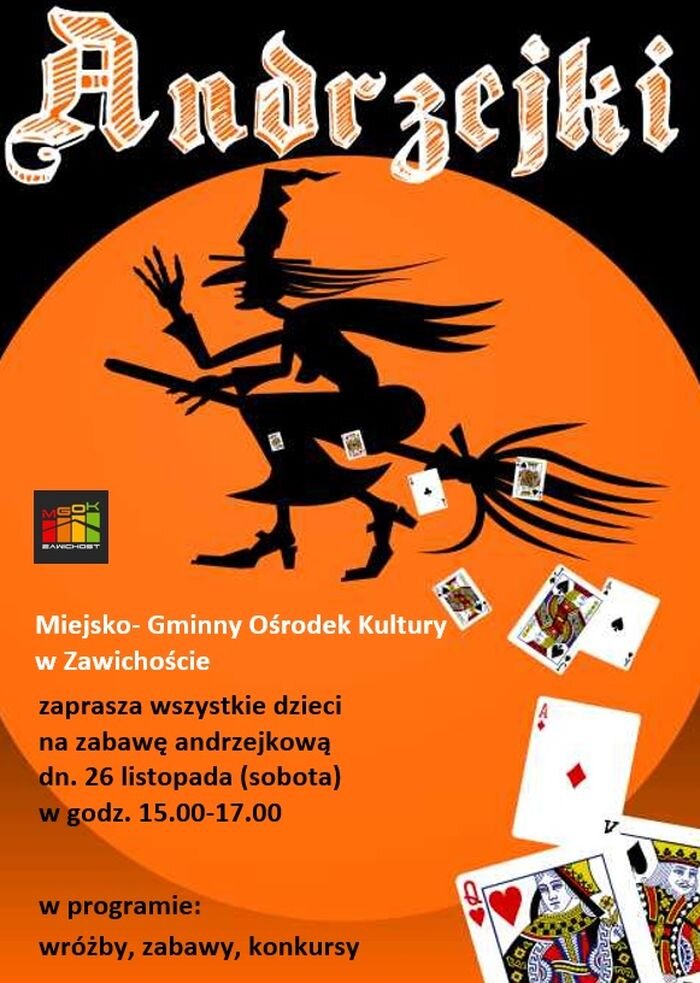 Andrzejki
MGOK
ZAWICHOST
Miejsko- Gminny Ośrodek Kultury
w Zawichoście
zaprasza wszystkie dzieci
na zabawę andrzejkową
dn. 26 listopada (sobota)
w godz. 15.00-17.00
w programie:
wróżby, zabawy, konkursy
A
Q
K